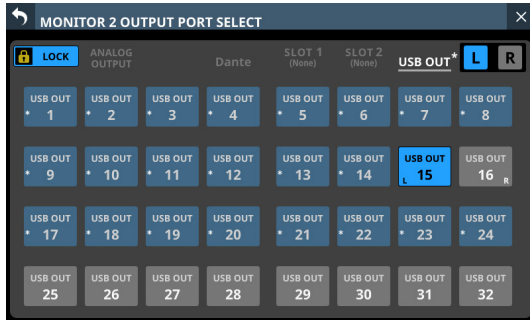 MONITOR 2 OUTPUT PORT SELECT
LOCK
ANALOG
OUTPUT
Dante
SLOT 1
(None)
SLOT 2
(None)
USB OUT*
L
R
USB OUT
* 1
USB OUT
* 2
USB OUT
* 3
USB OUT
* 4
USB OUT
* 5
USB OUT
* 6
USB OUT
* 7
USB OUT
* 8
USB OUT
* 9
USB OUT
* 10
USB OUT
* 11
USB OUT
* 12
USB OUT
* 13
USB OUT
* 14
USB OUT
L 15
USB OUT
16 R
USB OUT
* 17
USB OUT
* 18
USB OUT
* 19
USB OUT
* 20
USB OUT
* 21
USB OUT
* 22
USB OUT
* 23
USB OUT
* 24
USB OUT
25
USB OUT
26
USB OUT
27
USB OUT
28
USB OUT
29
USB OUT
30
USB OUT
31
USB OUT
32